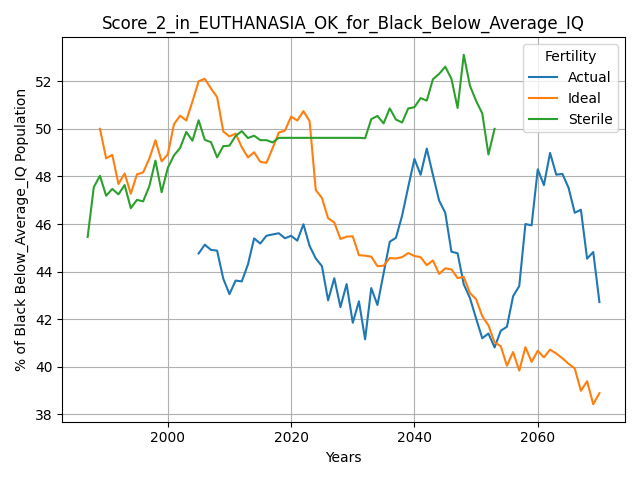 Score_2_in_EUTHANASIA_OK_for_Black_Below_Average_IQ
% of Black Below_Average_IQ Population
52
50
48
46
44
42
40
38
Fertility
Actual
Ideal
Sterile
2000
2020
2040
2060
Years